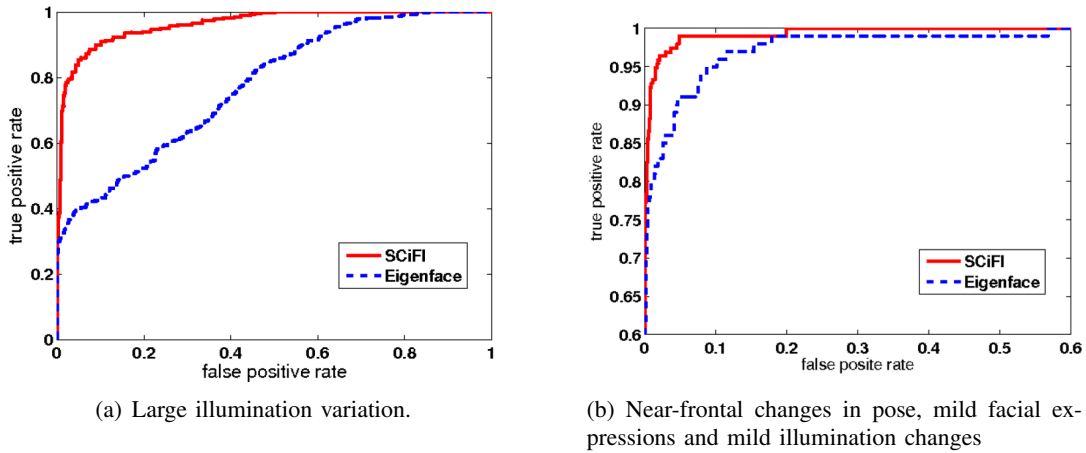 1
0.8
0.6
0.4
0.2
0
true positive rate
0 0.2 0.4 0.6 0.8 1
false positive rate
SCiFI
Eigenface
(a) Large illumination variation.
1
0.95
0.9
0.85
0.8
0.75
0.7
0.65
0.6
true positive rate
0 0.1 0.2 0.3 0.4 0.5 0.6
false posite rate
SCiFI
Eigenface
(b) Near-frontal changes in pose, mild facial ex-
pressions and mild illumination changes